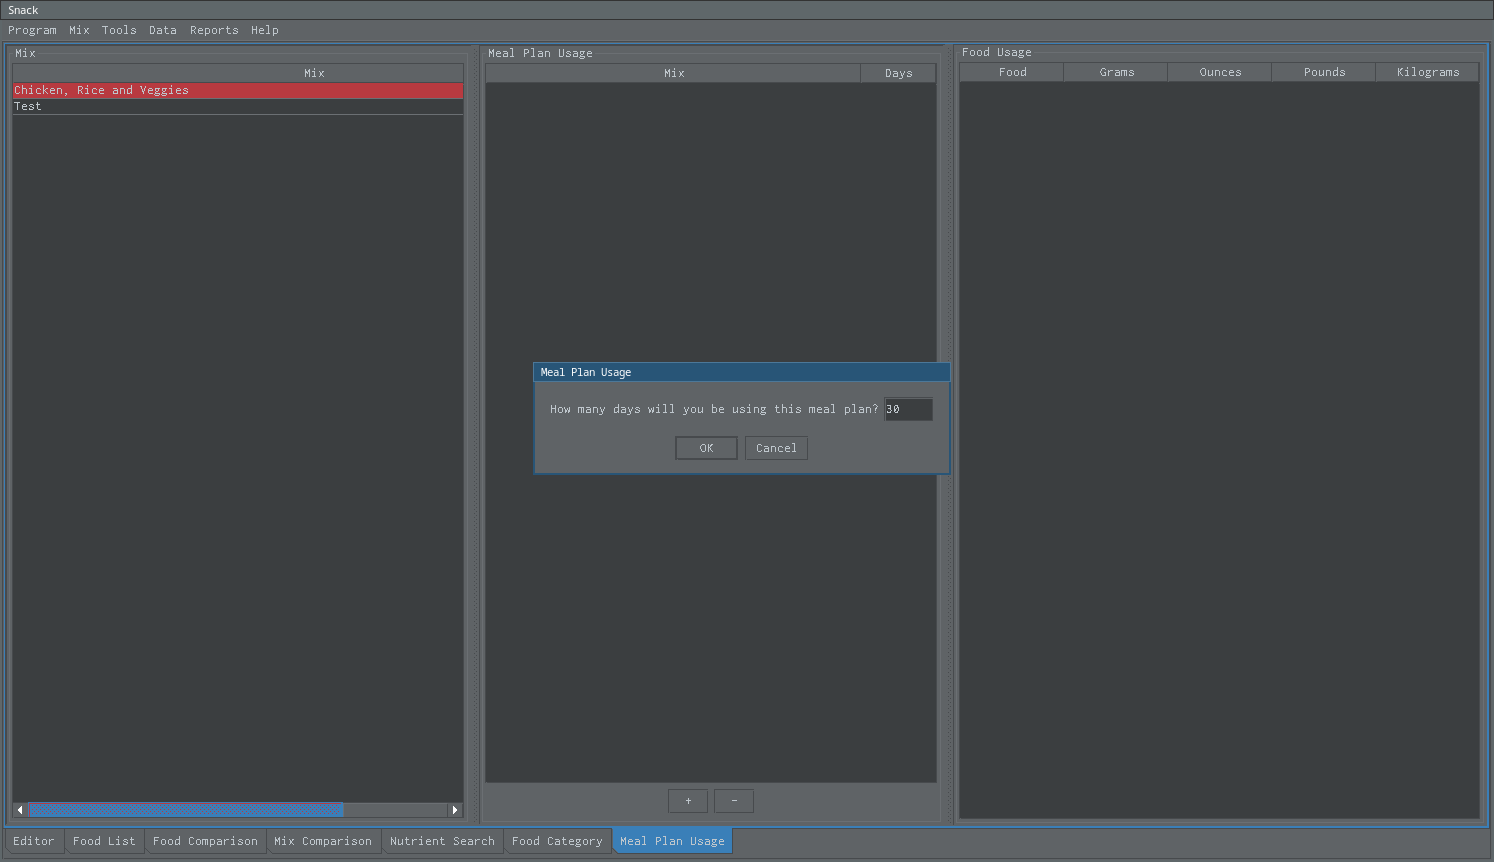 Snack
Program Mix Tools Data Reports Help
Mix
Mix
Chicken, Rice and Veggies
Test
Meal Plan Usage
Mix Days
Food Usage
Food Grams Ounces Pounds Kilograms
Meal Plan Usage
How many days will you be using this meal plan? 30
OK Cancel
+ -
Editor Food List Food Comparison Mix Comparison Nutrient Search Food Category Meal Plan Usage